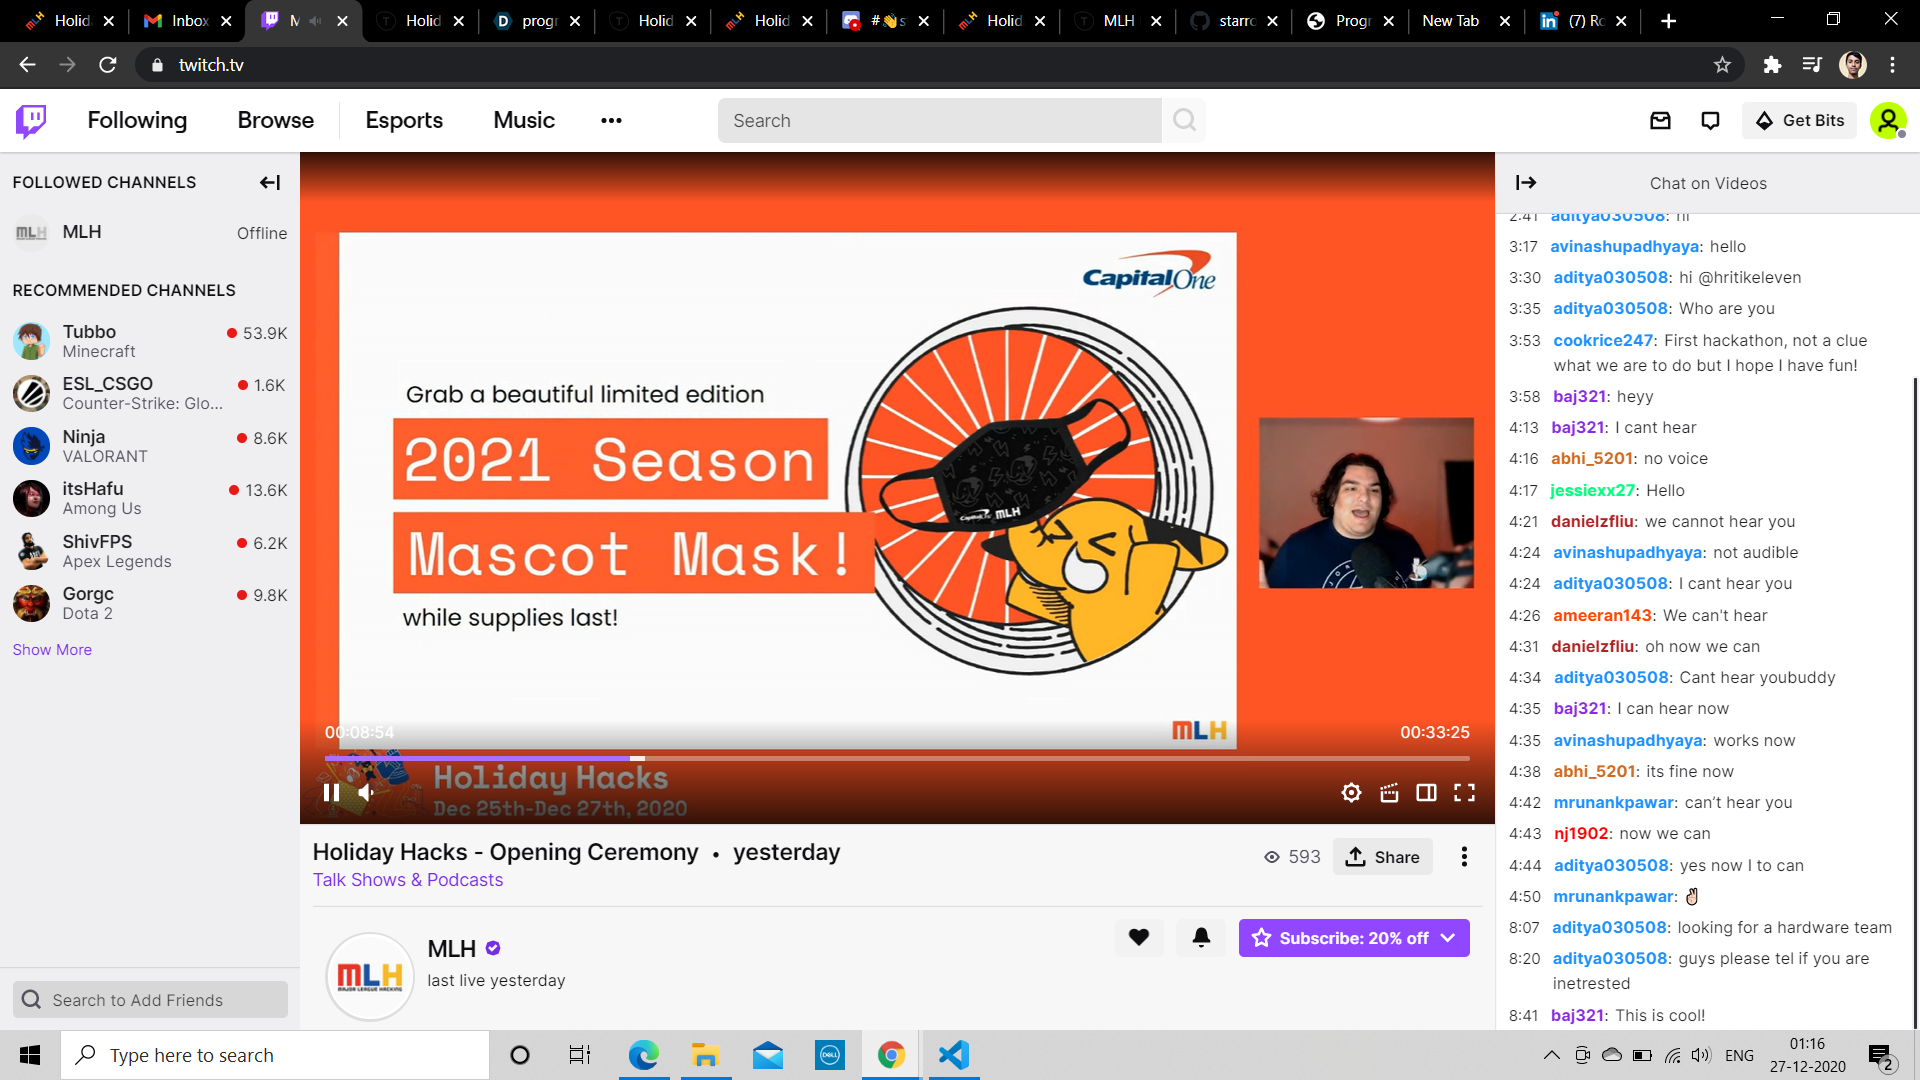 Holida
Inbox
M
Holid
progr
Holid
Holid
#👋s
Holid
MLH
starro
Progr
New Tab
(7) Ro
twitch.tv
Following
Browse
Esports
Music
Search
Get Bits
FOLLOWED CHANNELS
MLH
Offline
RECOMMENDED CHANNELS
Tubbo
53.9K
Minecraft
ESL_CSGO
1.6K
Counter-Strike: Glo...
Ninja
8.6K
VALORANT
itsHafu
13.6K
Among Us
ShivFPS
6.2K
Apex Legends
Gorgc
9.8K
Dota 2
Show More
Search to Add Friends
CapitalOne
Grab a beautiful limited edition
2021 Season
Mascot Mask!
while supplies last!
CapitalOne MLH
MLH
00:08:54
00:33:25
Holiday Hacks
Dec 25th-Dec 27th, 2020
Holiday Hacks - Opening Ceremony • yesterday
Talk Shows & Podcasts
593
Share
MLH
MAJOR LEAGUE HACKING
MLH
last live yesterday
Subscribe: 20% off
Chat on Videos
2:41 aditya030508: hi
3:17 avinashupadhyaya: hello
3:30 aditya030508: hi @hritikeleven
3:35 aditya030508: Who are you
3:53 cookrice247: First hackathon, not a clue
what we are to do but I hope I have fun!
3:58 baj321: heyy
4:13 baj321: I cant hear
4:16 abhi_5201: no voice
4:17 jessiexx27: Hello
4:21 danielzfliu: we cannot hear you
4:24 avinashupadhyaya: not audible
4:24 aditya030508: I cant hear you
4:26 ameeran143: We can't hear
4:31 danielzfliu: oh now we can
4:34 aditya030508: Cant hear youbuddy
4:35 baj321: I can hear now
4:35 avinashupadhyaya: works now
4:38 abhi_5201: its fine now
4:42 mrunankpawar: can't hear you
4:43 nj1902: now we can
4:44 aditya030508: yes now I to can
4:50 mrunankpawar: ✌
8:07 aditya030508: looking for a hardware team
8:20 aditya030508: guys please tel if you are
inetrested
8:41 baj321: This is cool!
Type here to search
DELL
ENG
01:16
27-12-2020
2